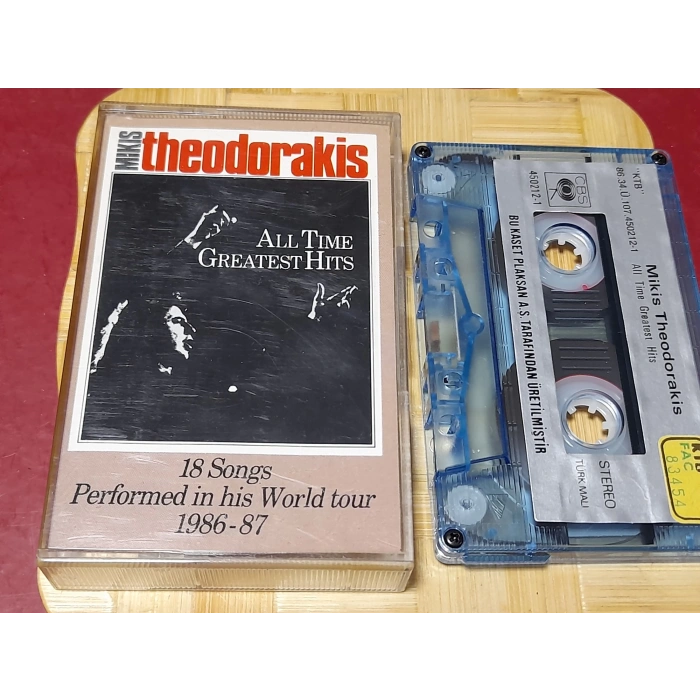 MIKIS
theodorakis
ALL TIME
GREATEST HITS
18 Songs
Performed in his World tour
1986-87
"KTB"
86.34.Ü.107.450212-1
Mikis Theodorakis
All Time Greatest Hits
CBS
450212-1
BU KASET PLAKSAN A.Ş. TARAFINDAN ÜRETİLMİŞTİR
STEREO
TÜRK MALI
KTB
FAC
83454